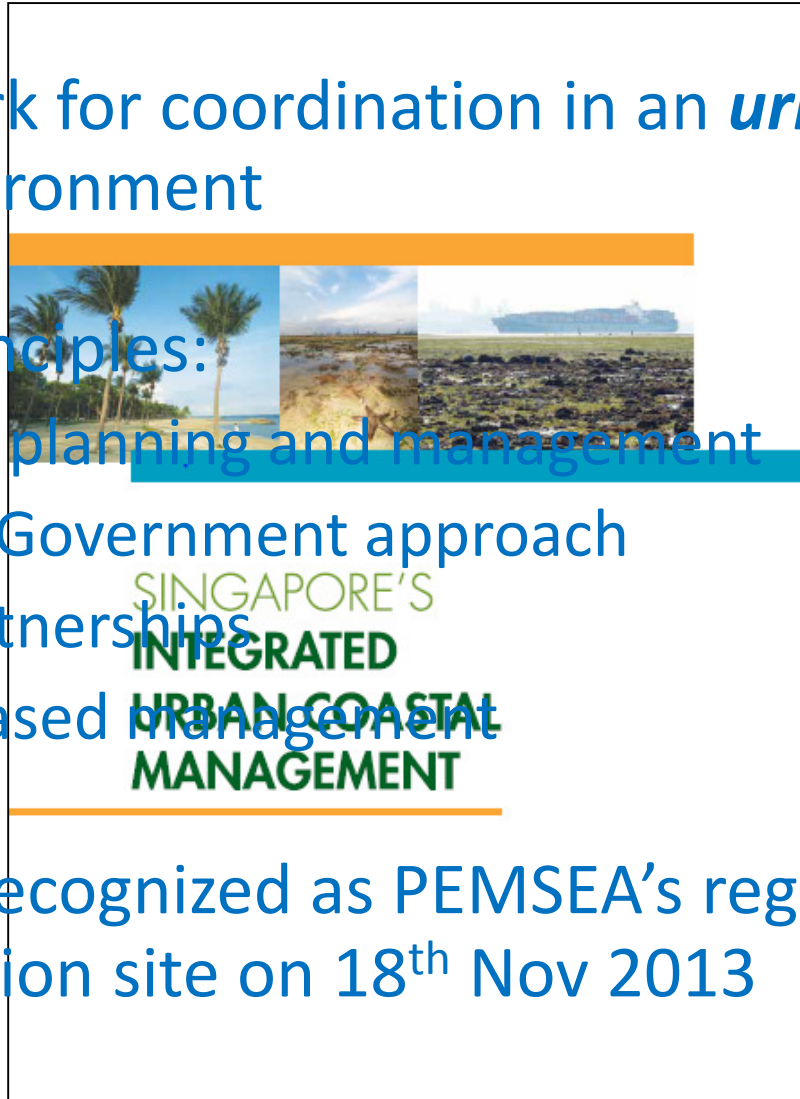 k for coordination in an ur
ronment
nciples:
planning and management
Government approach
SINGAPORE'S
tnerships
INTEGRATED
ased management
URBAN COASTAL
MANAGEMENT
ecognized as PEMSEA's reg
ion site on 18th Nov 2013